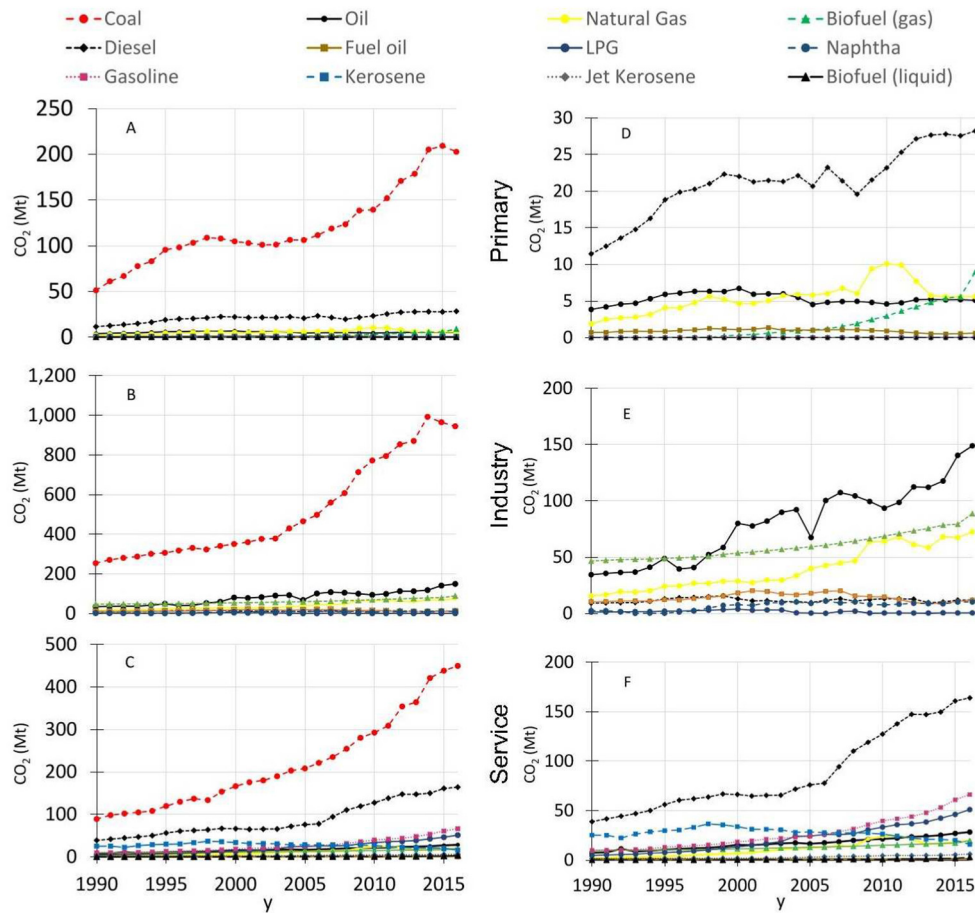 Coal Oil Natural Gas Biofuel (gas)
Diesel Fuel oil LPG Naphtha
Gasoline Kerosene Jet Kerosene Biofuel (liquid)
A
250
200
150
100
50
0
CO₂ (Mt)
Primary
D
30
25
20
15
10
5
0
CO₂ (Mt)
B
1,200
1,000
800
600
400
200
0
CO₂ (Mt)
Industry
E
200
150
100
50
0
CO₂ (Mt)
C
500
400
300
200
100
0
CO₂ (Mt)
1990 1995 2000 2005 2010 2015
y
Service
F
200
150
100
50
0
CO₂ (Mt)
1990 1995 2000 2005 2010 2015
y